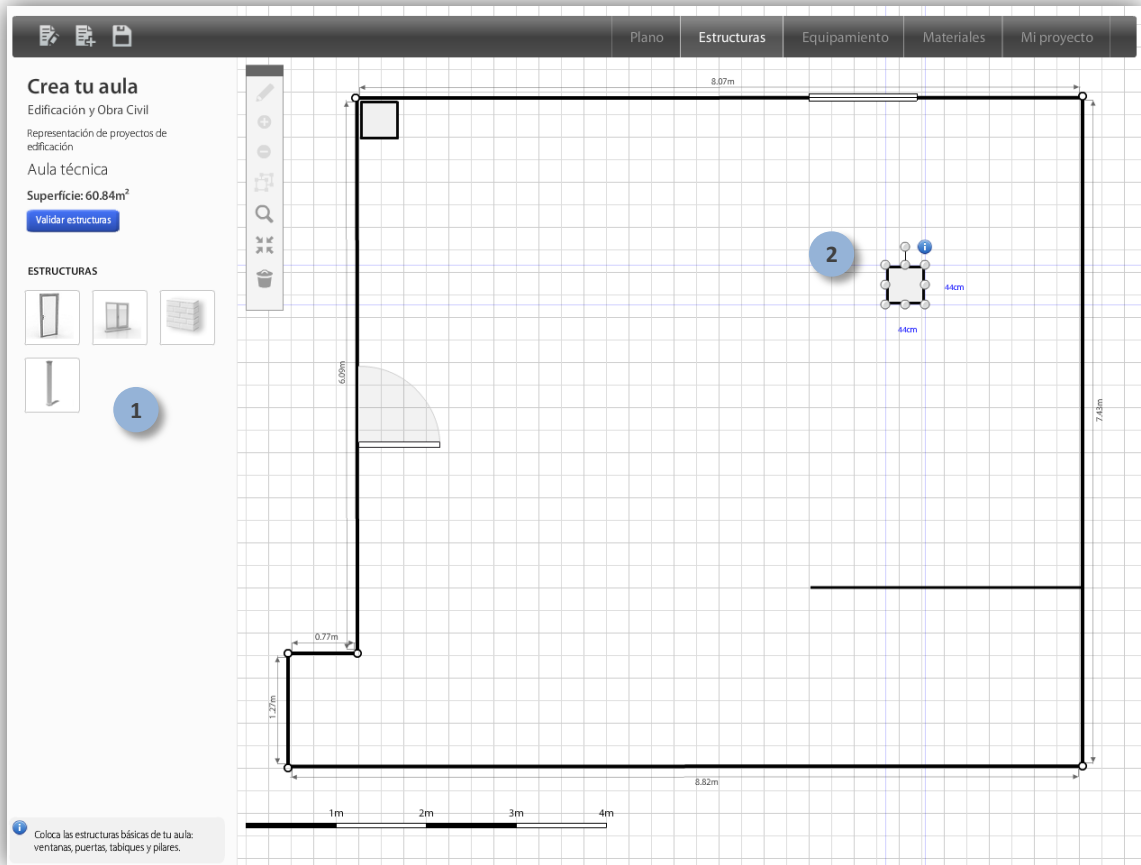 Plano
Estructuras
Equipamiento
Materiales
Mi proyecto
Crea tu aula
Edificación y Obra Civil
Representación de proyectos de
edificación
Aula técnica
Superfície: 60.84m²
Validar estructuras
ESTRUCTURAS
1
8.07m
2
i
44cm
44cm
6.09m
7.43m
0.77m
1.27m
8.82m
1m
2m
3m
4m
i
Coloca las estructuras básicas de tu aula:
ventanas, puertas, tabiques y pilares.